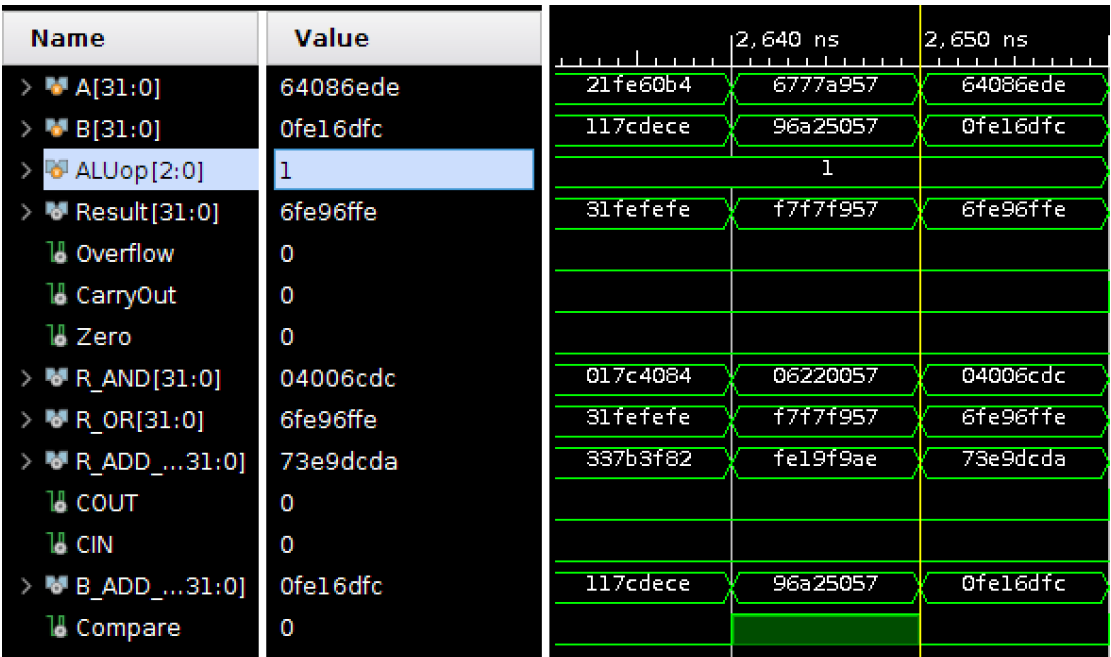 Name Value 2,640 ns 2,650 ns
A[31:0] 64086ede 21fe60b4 6777a957 64086ede
B[31:0] 0fe16dfc 117cdece 96a25057 0fe16dfc
ALUop[2:0] 1 1
Result[31:0] 6fe96ffe 31fefefe f7f7f957 6fe96ffe
Overflow 0
CarryOut 0
Zero 0
R_AND[31:0] 04006cdc 017c4084 06220057 04006cdc
R_OR[31:0] 6fe96ffe 31fefefe f7f7f957 6fe96ffe
R_ADD_...31:0] 73e9dcda 337b3f82 fe19f9ae 73e9dcda
COUT 0
CIN 0
B_ADD_...31:0] 0fe16dfc 117cdece 96a25057 0fe16dfc
Compare 0